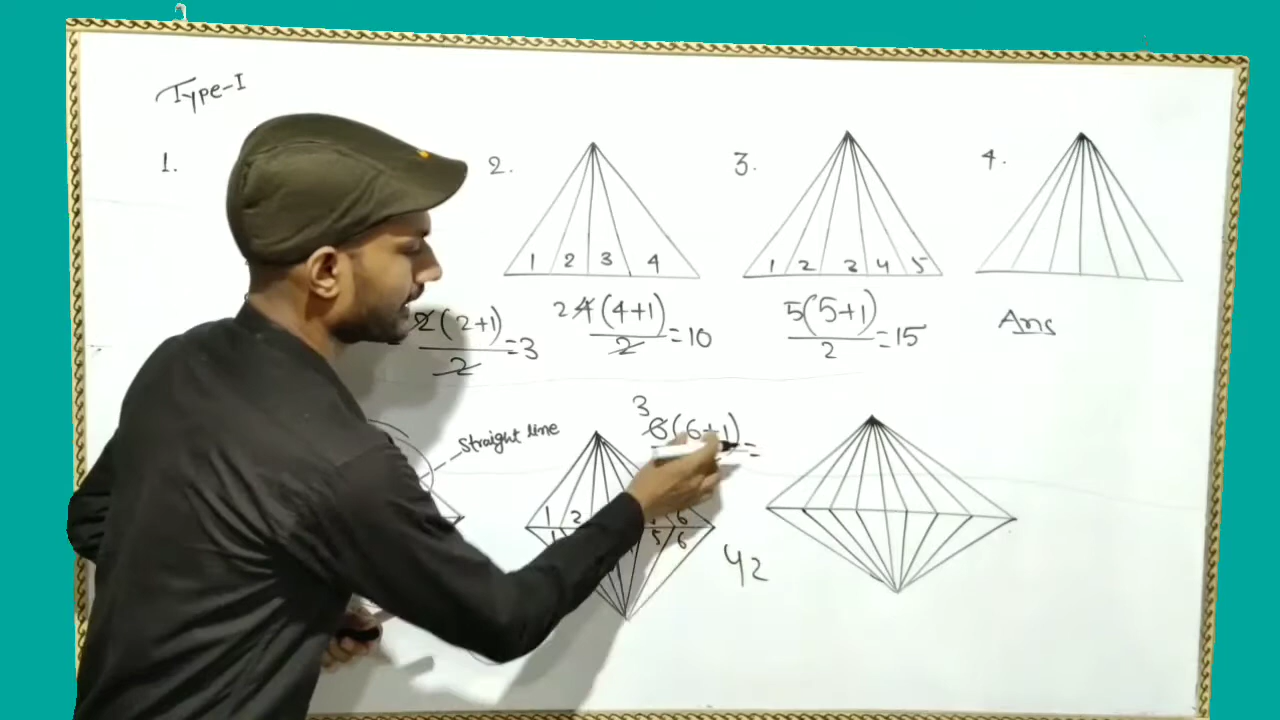 Type-I
1.
2.
3.
4.
1 2 3 4
1 2 3 4 5
2(2+1)/2=3
2 4(4+1)/2=10
5(5+1)/2=15
Ans
3
6(6+1)=
straight line
1 2 6
5 6
42